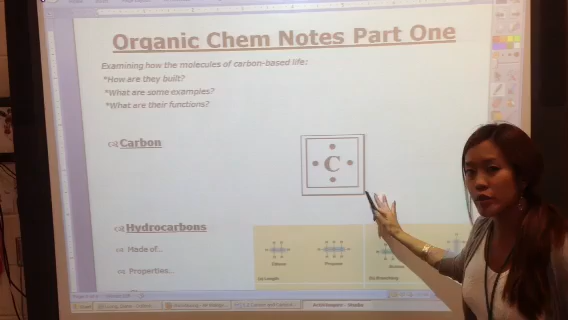 Organic Chem Notes Part One
Examining how the molecules of carbon-based life:
*How are they built?
*What are some examples?
*What are their functions?
Carbon
C
Hydrocarbons
Made of...
Properties...
Ethane
Propane